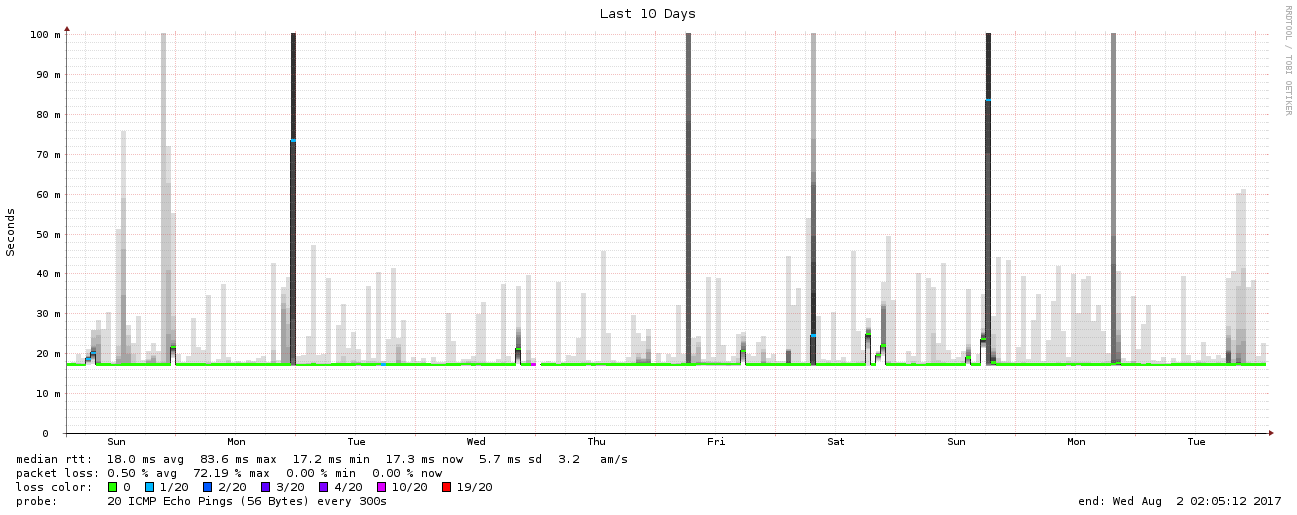 Last 10 Days
RRDTOOL / TOBI OETIKER
100 m
90 m
80 m
70 m
60 m
50 m
40 m
30 m
20 m
10 m
0
Seconds
Sun Mon Tue Wed Thu Fri Sat Sun Mon Tue
median rtt: 18.0 ms avg 83.6 ms max 17.2 ms min 17.3 ms now 5.7 ms sd 3.2 am/s
packet loss: 0.50 % avg 72.19 % max 0.00 % min 0.00 % now
loss color: 0 1/20 2/20 3/20 4/20 10/20 19/20
probe: 20 ICMP Echo Pings (56 Bytes) every 300s end: Wed Aug 2 02:05:12 2017